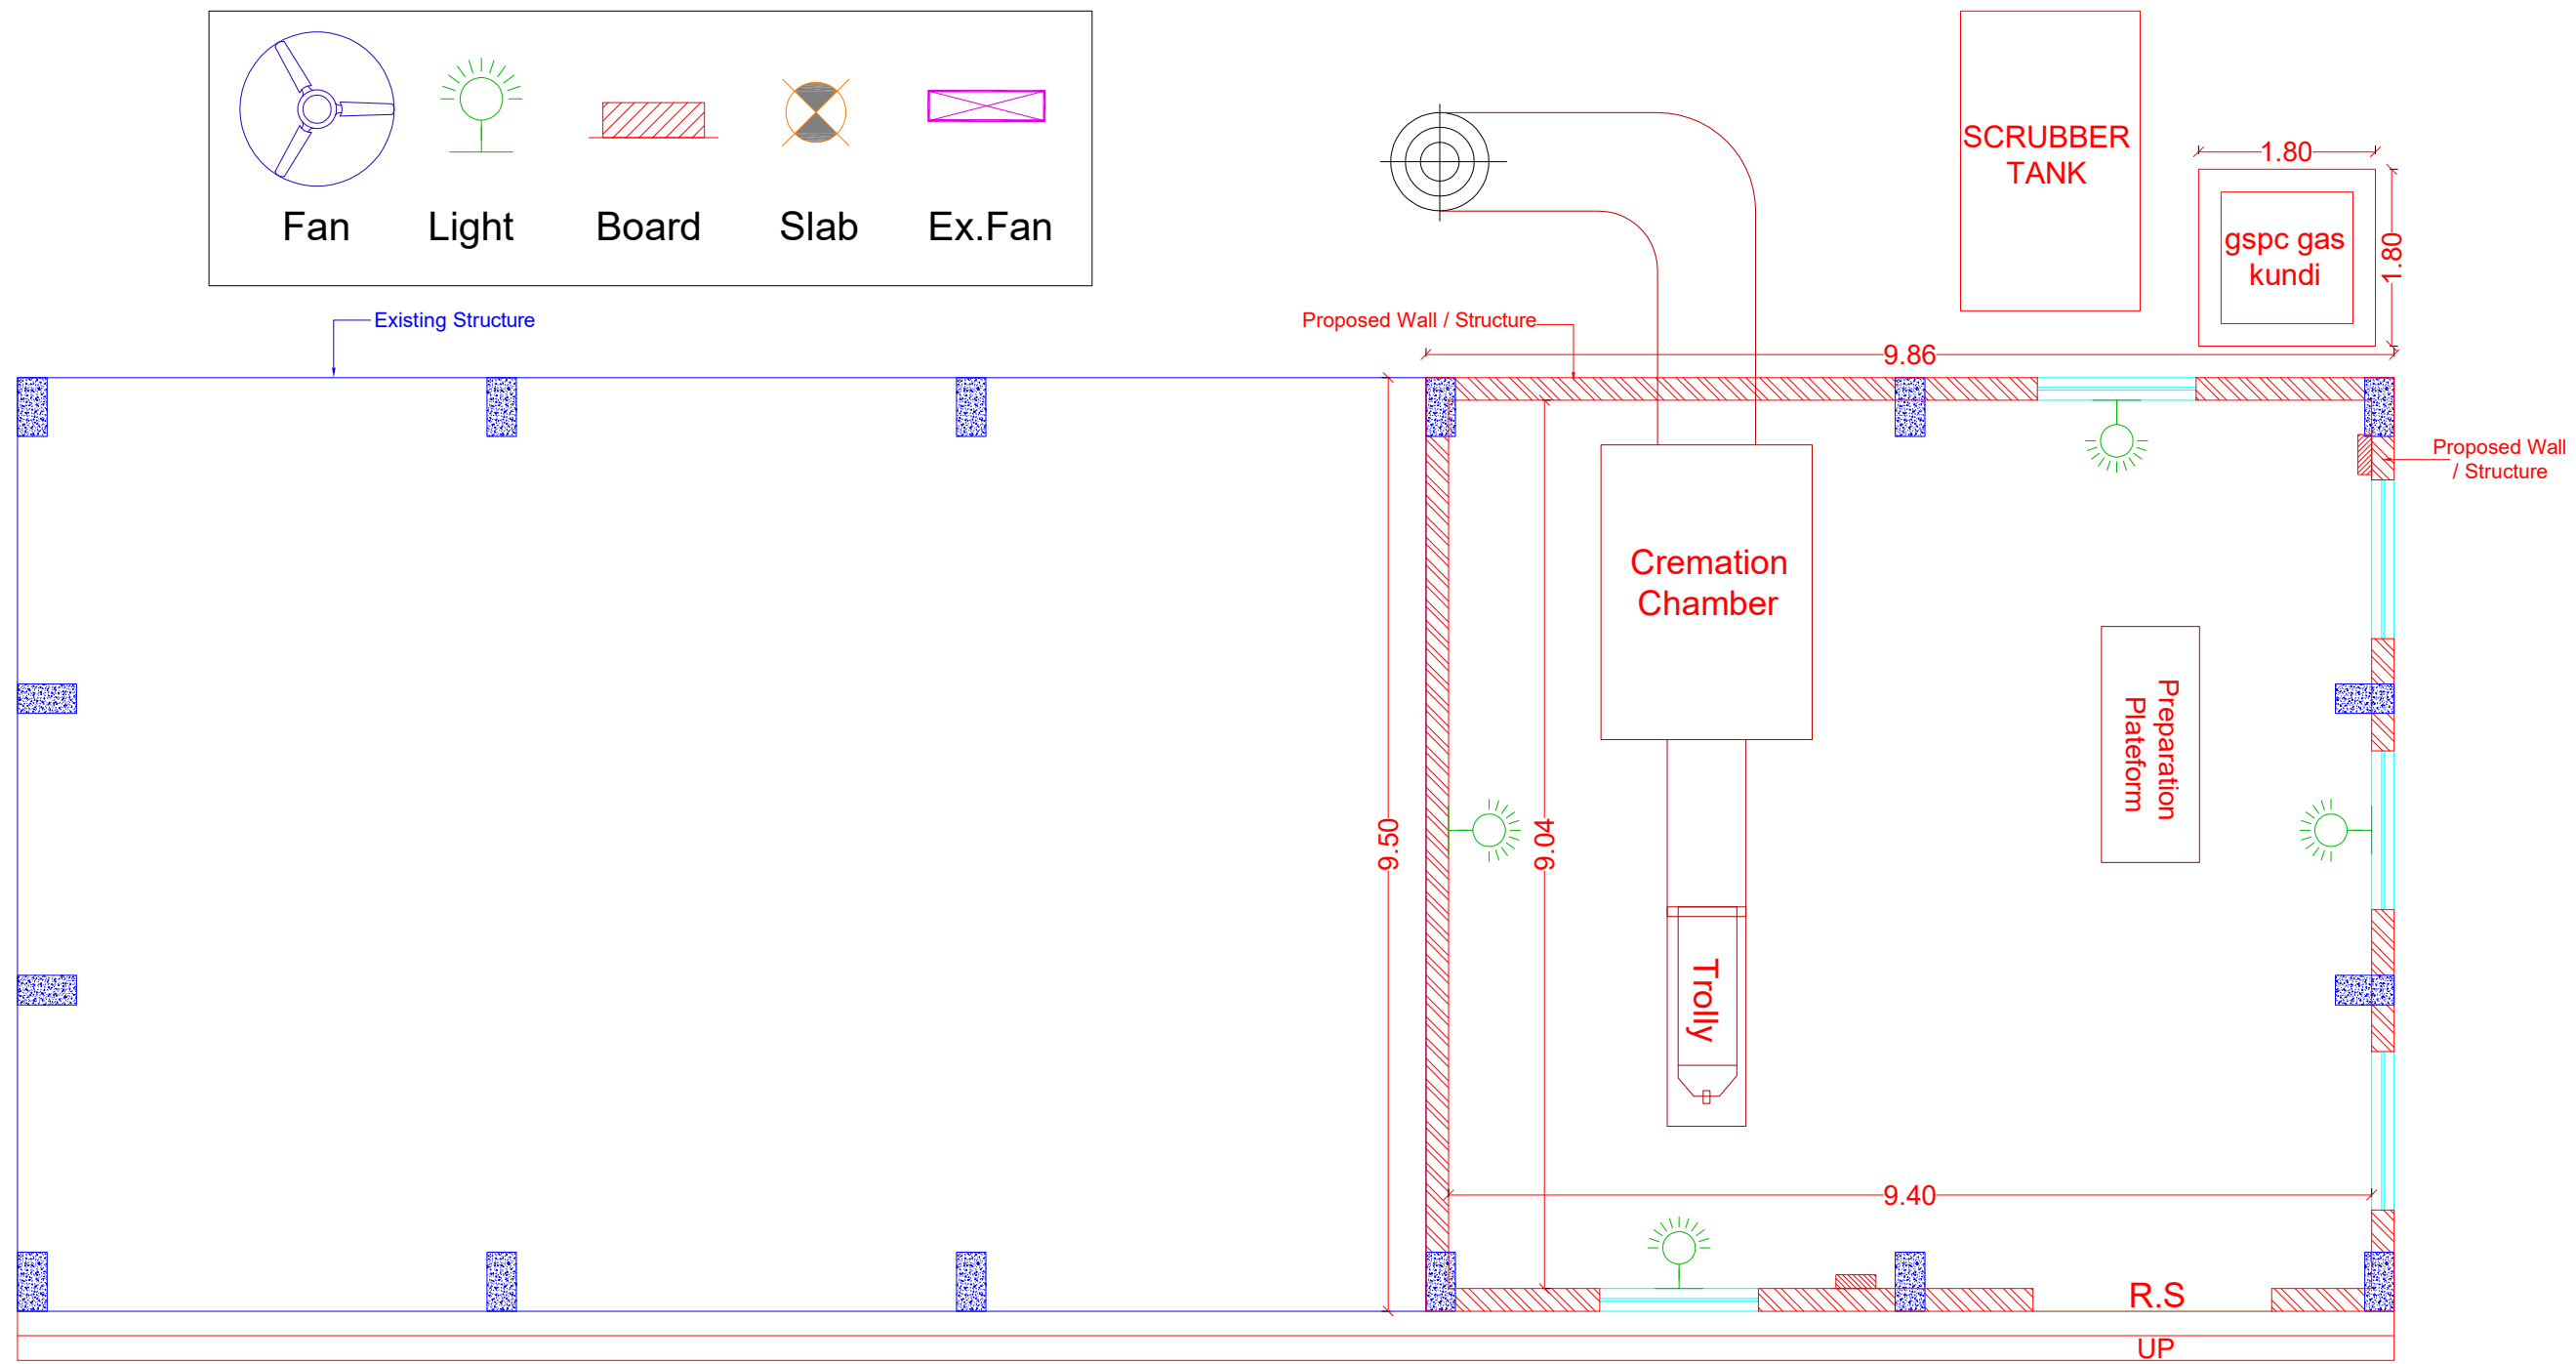 Fan
Light
Board
Slab
Ex.Fan
SCRUBBER
TANK
1.80
gspc gas
kundi
1.80
Existing Structure
Proposed Wall / Structure
9.86
Proposed Wall
/ Structure
Cremation
Chamber
Preparation
Plateform
9.50
9.04
Trolly
9.40
R.S
UP